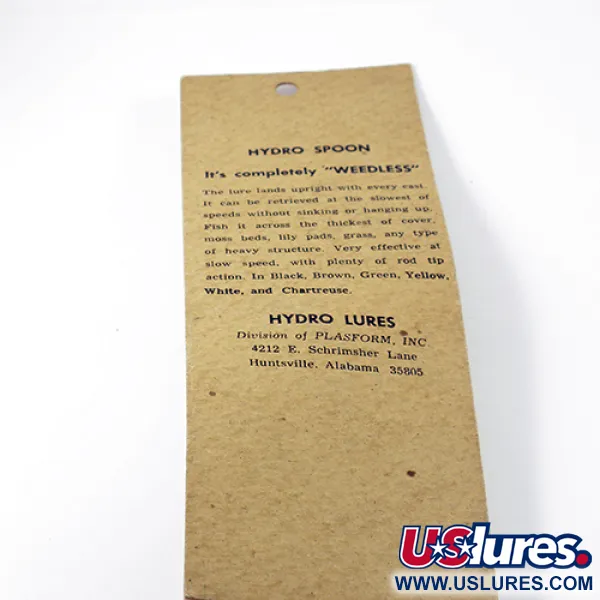 HYDRO SPOON
It's completely "WEEDLESS"
The lure lands upright with every cast.
It can be retrieved at the slowest of
speeds without sinking or hanging up.
Fish it across the thickest of cover,
moss beds, lily pads, grass, any type
of heavy structure. Very effective at
slow speed, with plenty of rod tip
action. In Black, Brown, Green, Yellow,
White, and Chartreuse.
HYDRO LURES
Division of PLASFORM, INC.
4212 E. Schrimsher Lane
Huntsville, Alabama 35805
USlures.
WWW.USLURES.COM